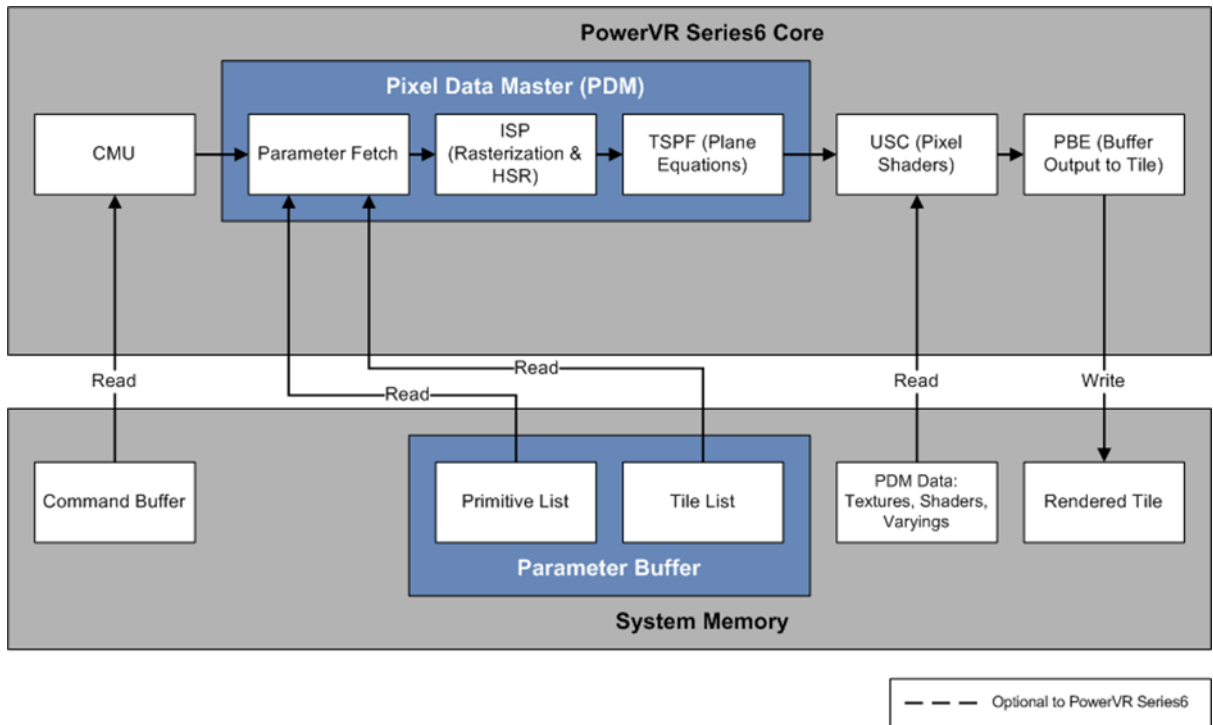 PowerVR Series6 Core
Pixel Data Master (PDM)
CMU
Parameter Fetch
ISP
(Rasterization &
HSR)
TSPF (Plane
Equations)
USC (Pixel
Shaders)
PBE (Buffer
Output to Tile)
Read
Read
Read
Read
Write
Command Buffer
Primitive List
Tile List
PDM Data:
Textures, Shaders,
Varyings
Rendered Tile
Parameter Buffer
System Memory
Optional to PowerVR Series6